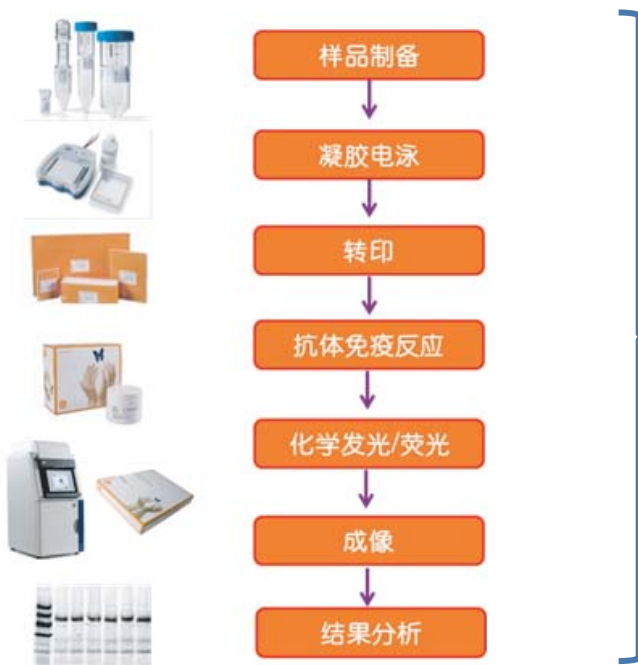 样品制备
凝胶电泳
转印
抗体免疫反应
化学发光/荧光
成像
结果分析